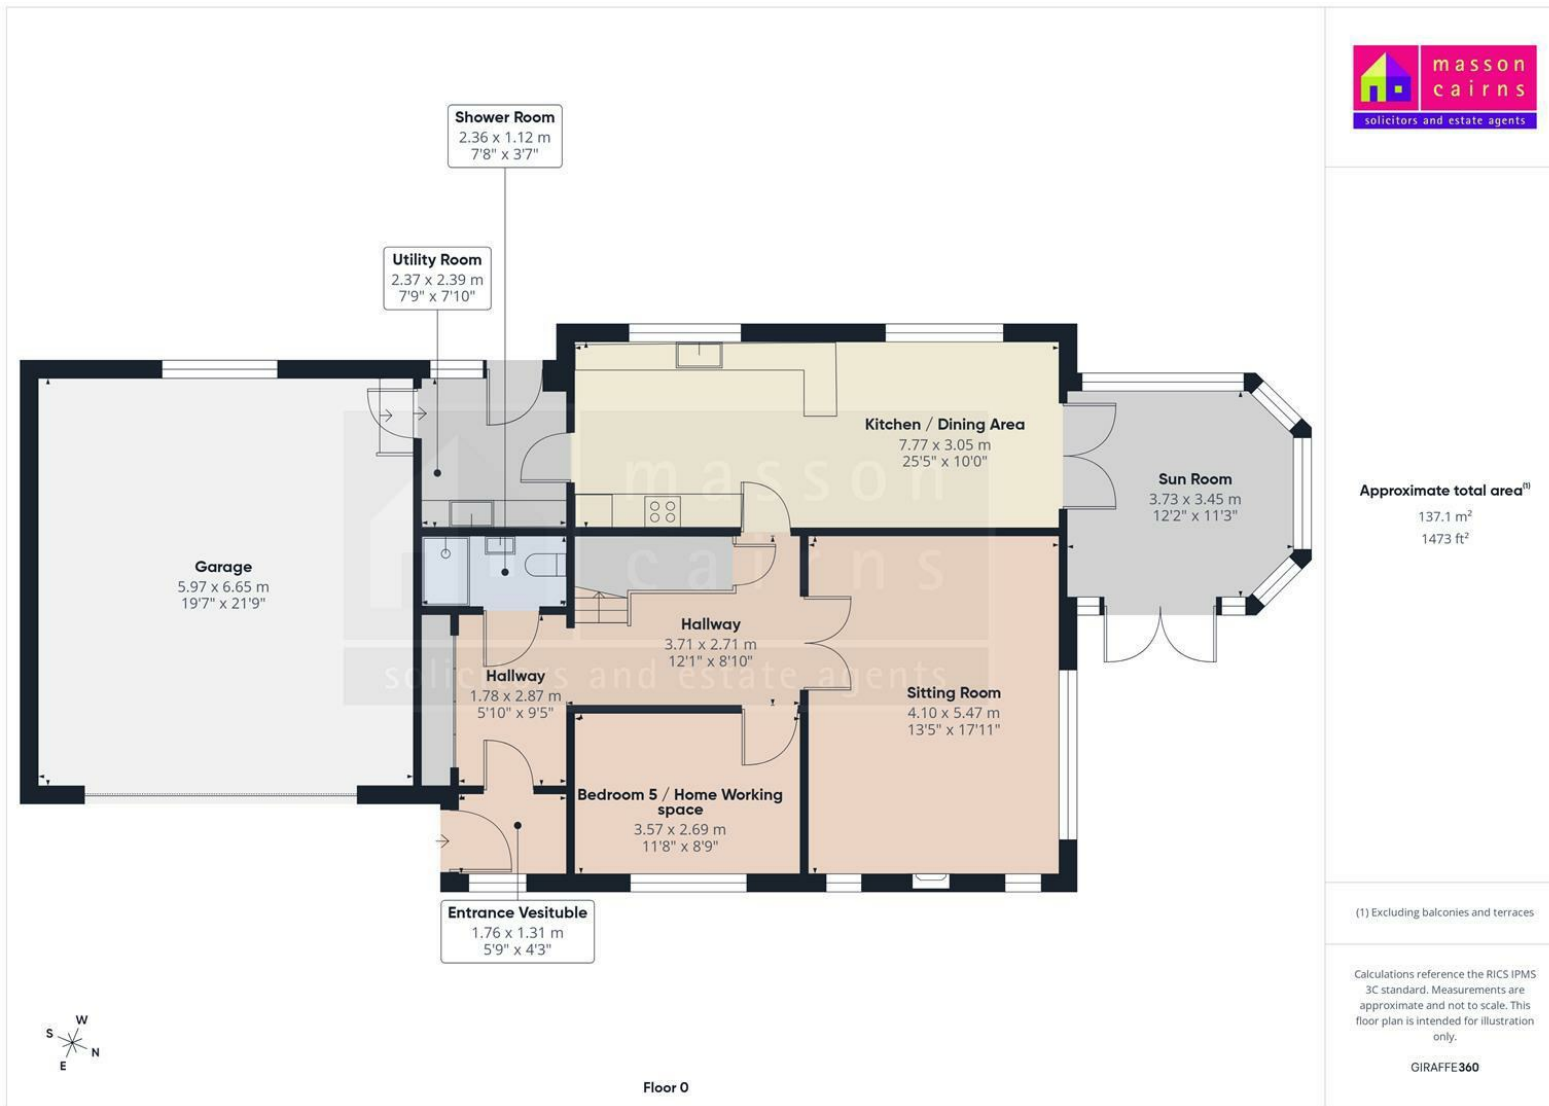 masson
cairns
solicitors and estate agents
Shower Room
2.36 x 1.12 m
7'8" x 3'7"
Utility Room
2.37 x 2.39 m
7'9" x 7'10"
Kitchen / Dining Area
7.77 x 3.05 m
25'5" x 10'0"
Sun Room
3.73 x 3.45 m
12'2" x 11'3"
Garage
5.97 x 6.65 m
19'7" x 21'9"
Hallway
3.71 x 2.71 m
12'1" x 8'10"
Hallway
1.78 x 2.87 m
5'10" x 9'5"
Sitting Room
4.10 x 5.47 m
13'5" x 17'11"
Bedroom 5 / Home Working
space
3.57 x 2.69 m
11'8" x 8'9"
Entrance Vesituble
1.76 x 1.31 m
5'9" x 4'3"
masson
cairns
solicitors and estate agents
W
S
N
E
Floor 0
Approximate total area(1)
137.1 m²
1473 ft²
(1) Excluding balconies and terraces
Calculations reference the RICS IPMS
3C standard. Measurements are
approximate and not to scale. This
floor plan is intended for illustration
only.
GIRAFFE360